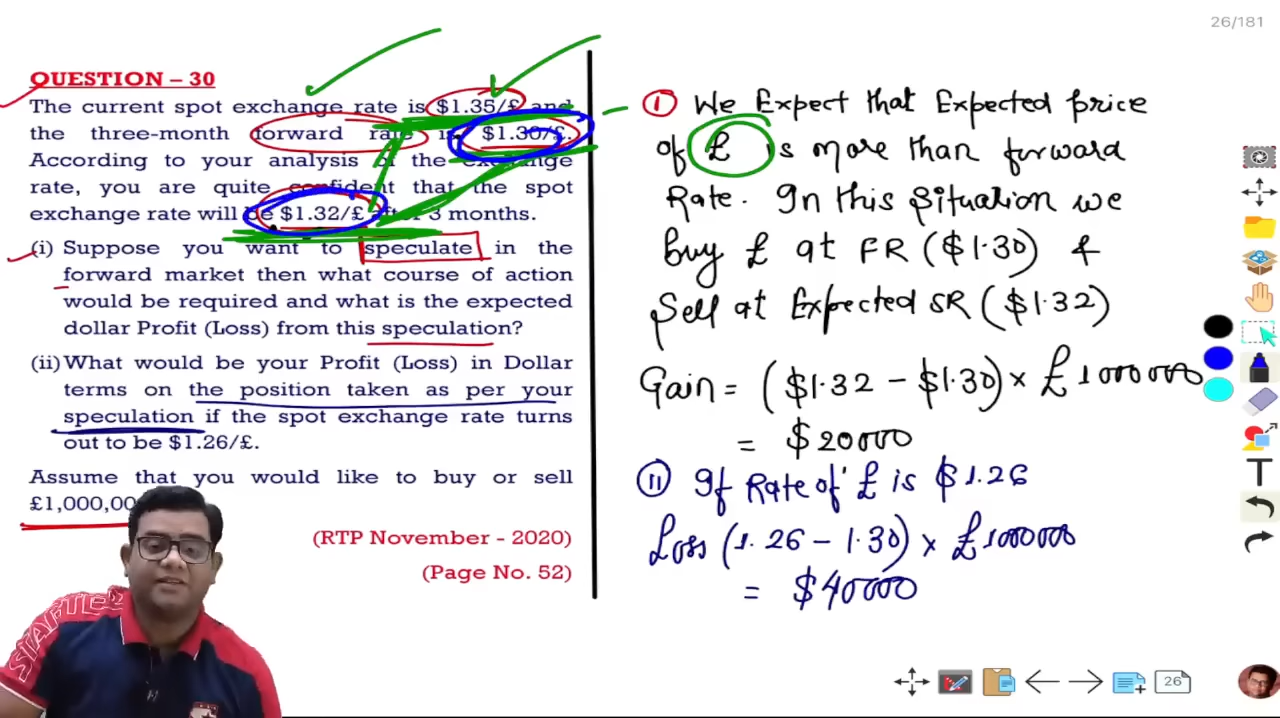 26/181
QUESTION – 30
The current spot exchange rate is $1.35/£ and
the three-month forward rate is $1.30/£.
According to your analysis of the exchange
rate, you are quite confident that the spot
exchange rate will be $1.32/£ after 3 months.
(i) Suppose you want to speculate in the
forward market then what course of action
would be required and what is the expected
dollar Profit (Loss) from this speculation?
(ii) What would be your Profit (Loss) in Dollar
terms on the position taken as per your
speculation if the spot exchange rate turns
out to be $1.26/£.
Assume that you would like to buy or sell
(RTP November - 2020)
(Page No. 52)
(I) We Expect that Expected price
of £ is more than forward
Rate. In this situation we
buy £ at FR ($1.30) &
Sell at Expected SR ($1.32)
Gain = ($1.32 - $1.30) × £1000000
= $20000
(II) If Rate of £ is $1.26
Loss (1.26 - 1.30) × £1000000
= $40000
26